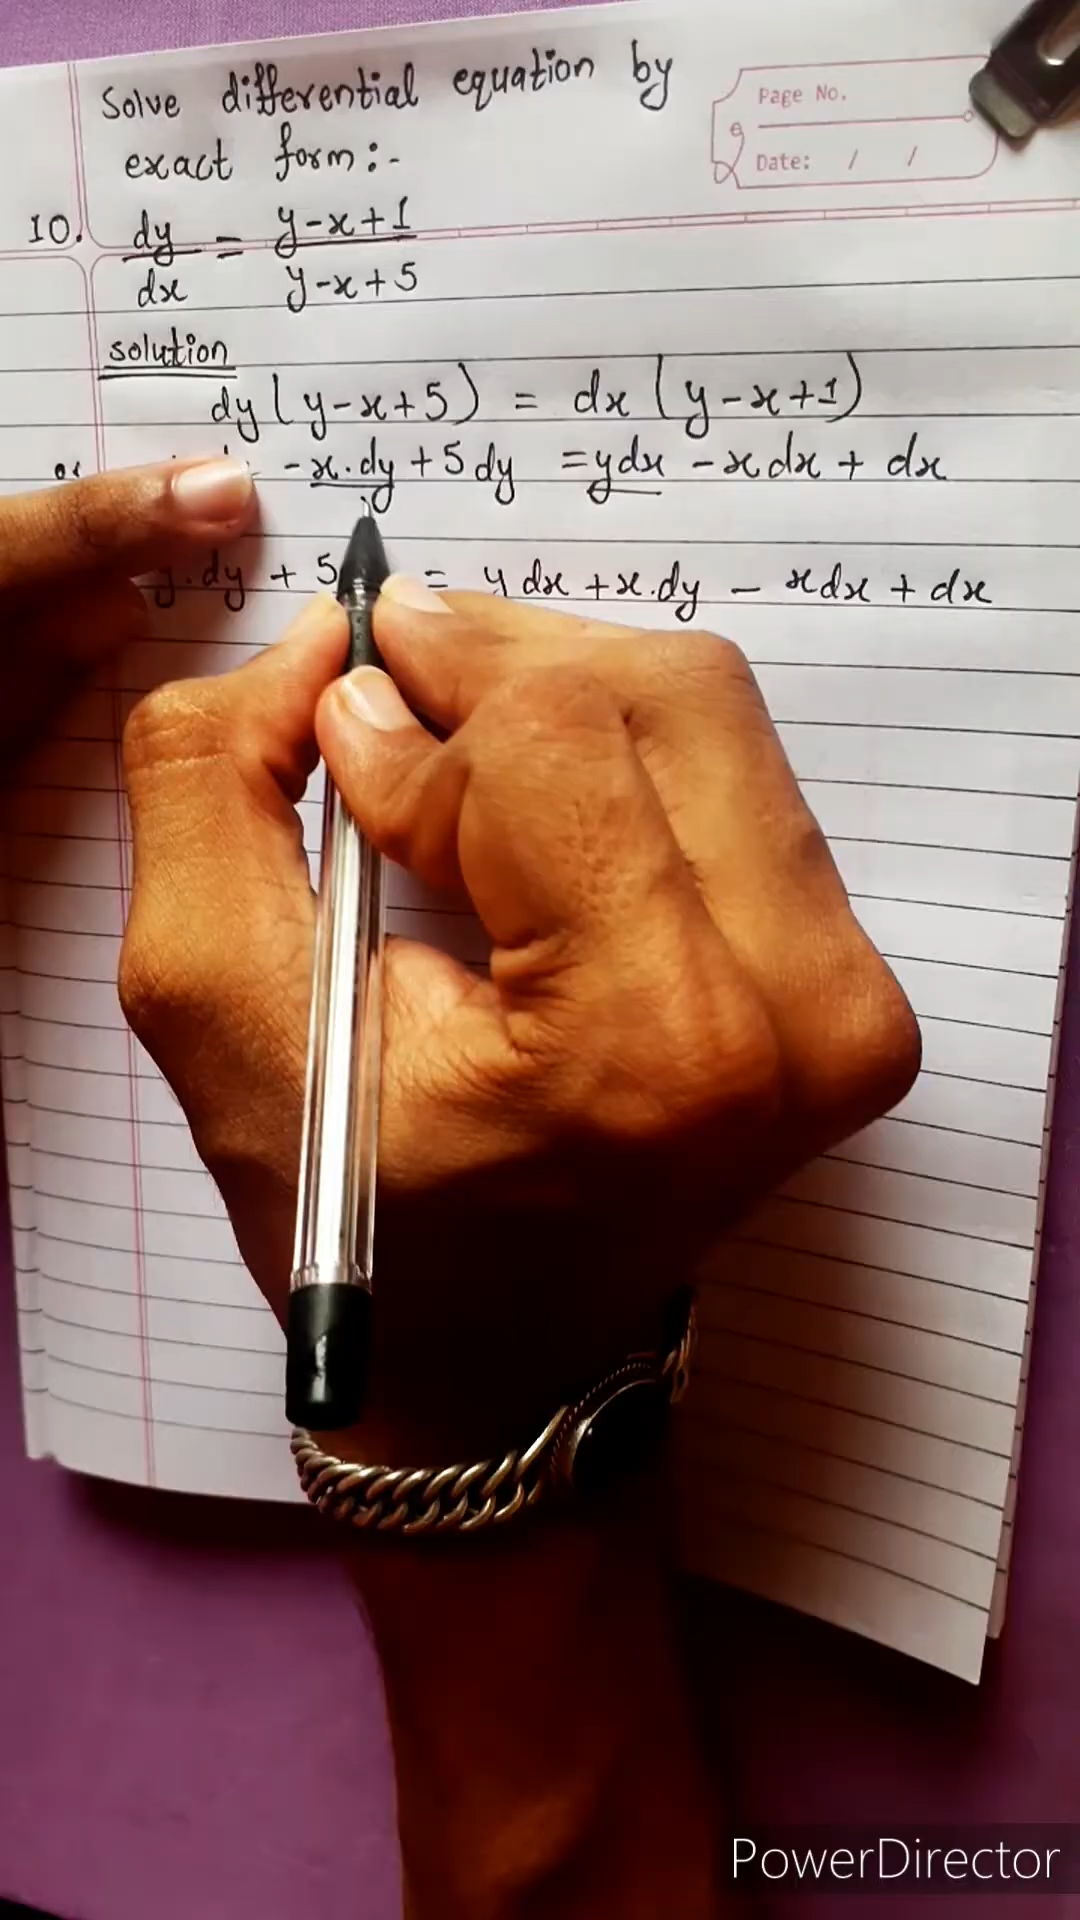 Solve differential equation by
exact form:-
Page No.
Date: / /
10. dy/dx = y-x+1/y-x+5
solution
dy(y-x+5) = dx(y-x+1)
-x.dy+5dy = ydx - xdx + dx
y.dy + 5 = ydx + x.dy - xdx + dx
PowerDirector